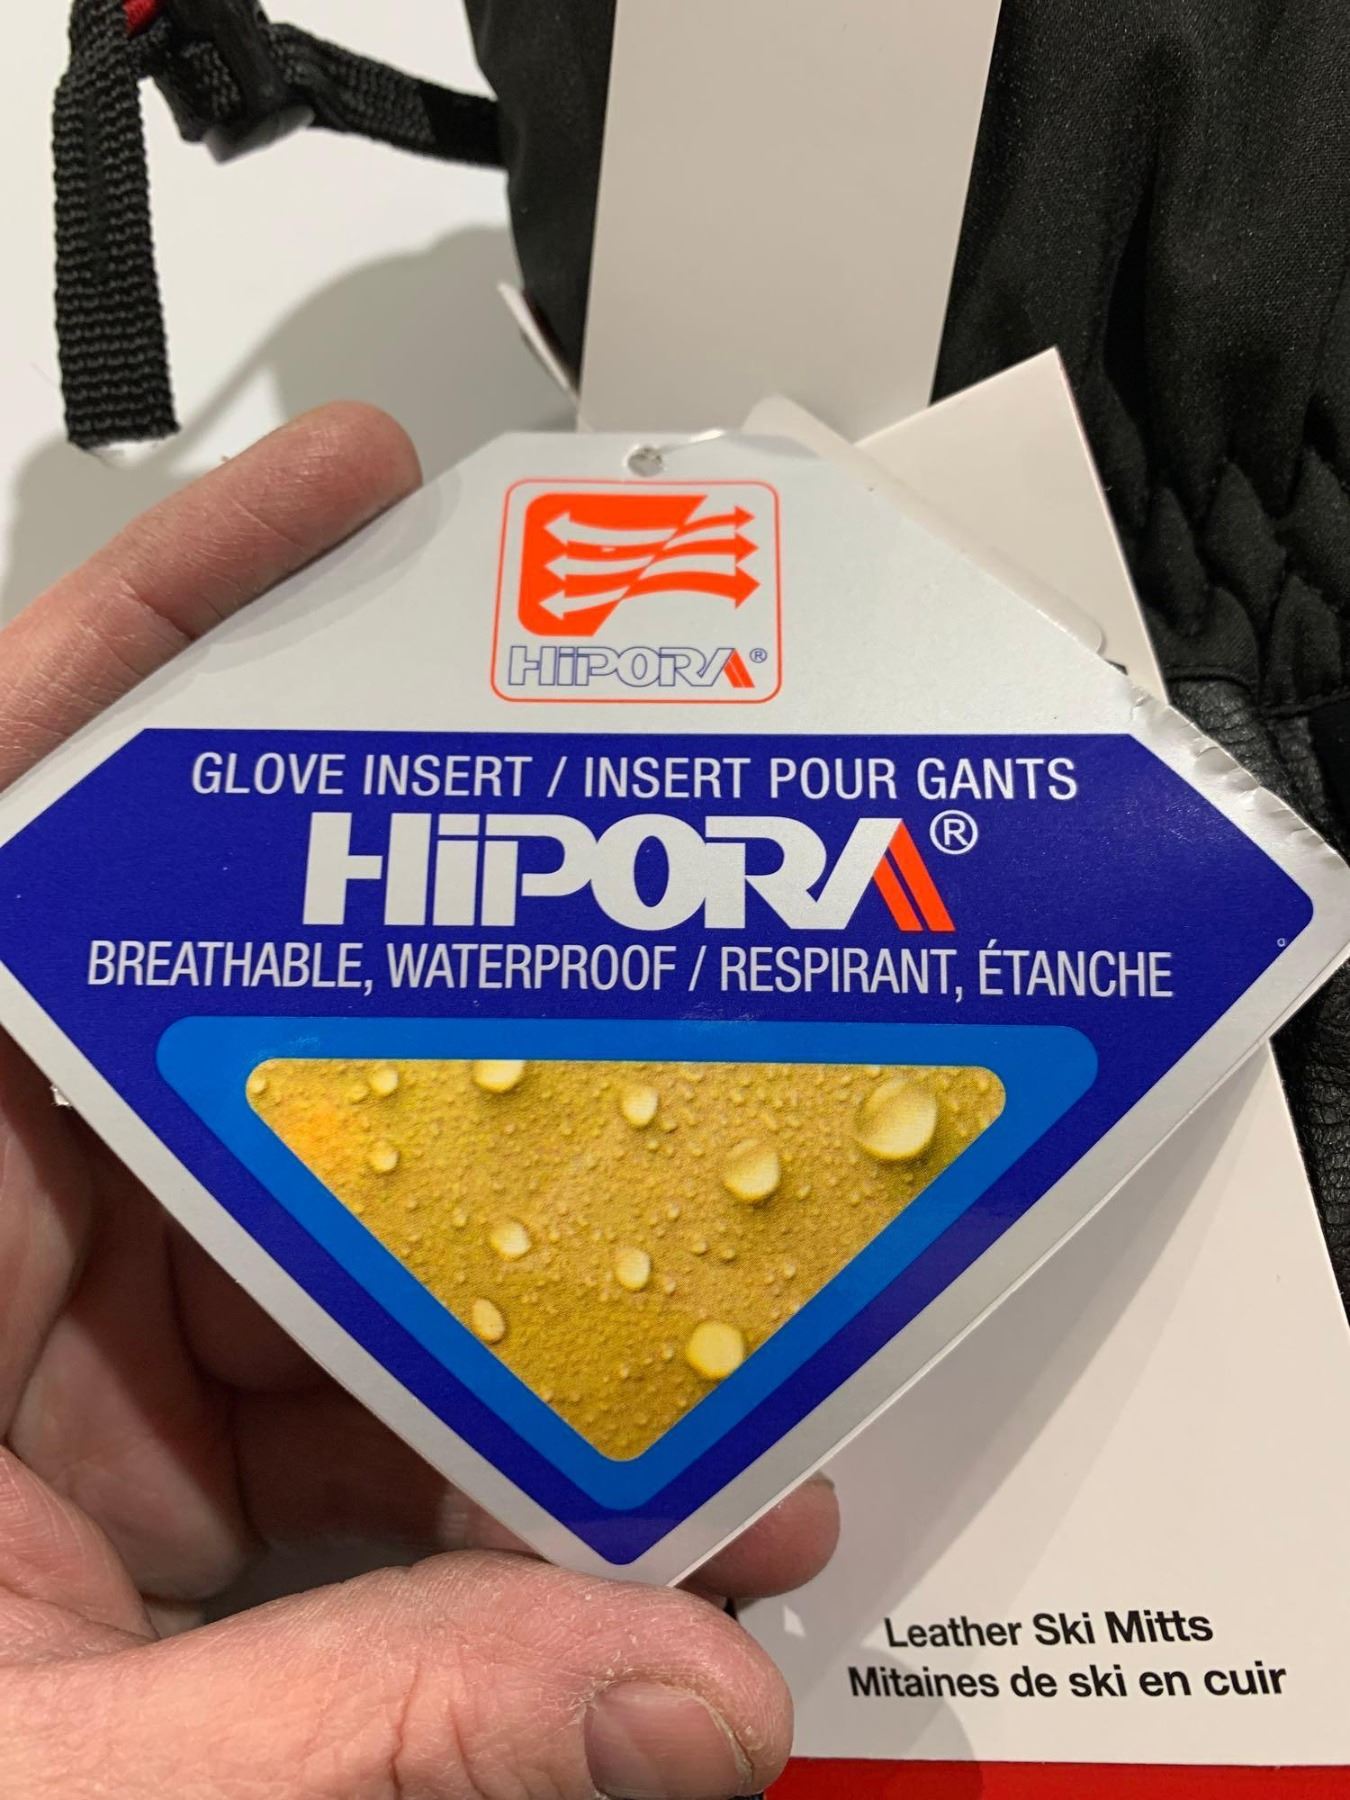 HiPORA®
GLOVE INSERT / INSERT POUR GANTS
HiPORA®
BREATHABLE, WATERPROOF / RESPIRANT, ÉTANCHE
Leather Ski Mitts
Mitaines de ski en cuir